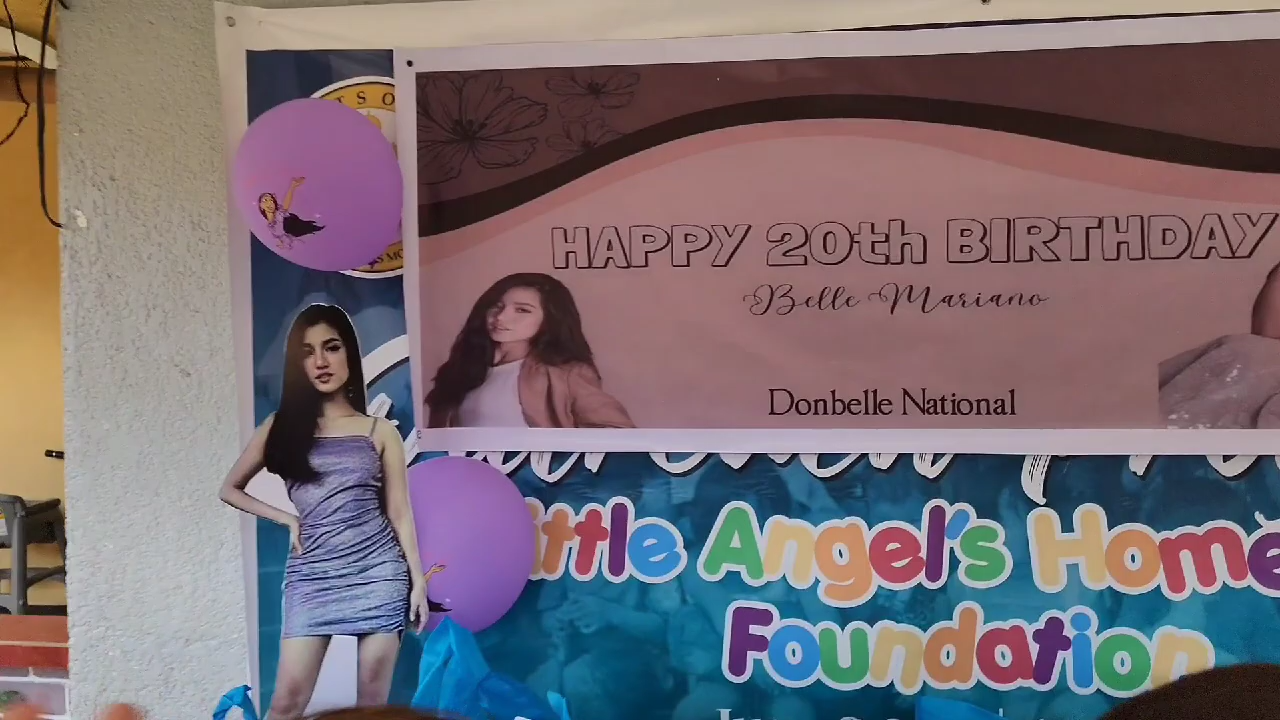 HAPPY 20th BIRTHDAY
Belle Mariano
Donbelle National
ittle Angel's Home
Foundation